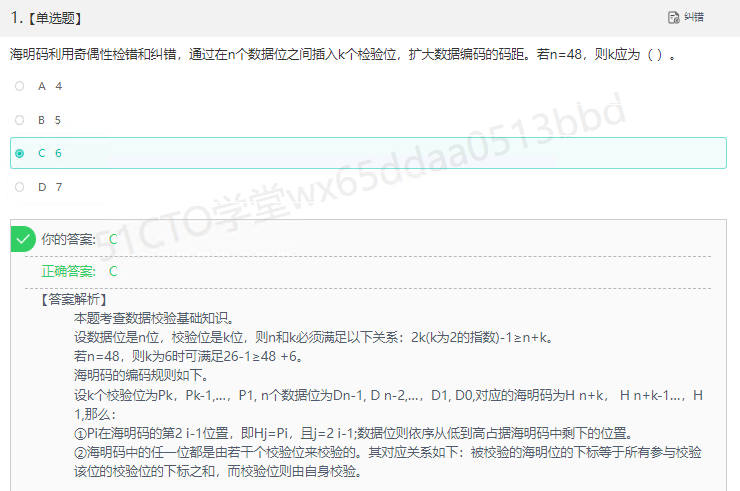 1.【单选题】
纠错
海明码利用奇偶性检错和纠错，通过在n个数据位之间插入k个检验位，扩大数据编码的码距。若n=48，则k应为（ ）。
A 4
B 5
C 6
D 7
51CTO学堂wx65ddaa0513bbd
你的答案: C
正确答案: C
【答案解析】
本题考查数据校验基础知识。
设数据位是n位，校验位是k位，则n和k必须满足以下关系：2k(k为2的指数)-1≥n+k。
若n=48，则k为6时可满足26-1≥48 +6。
海明码的编码规则如下。
设k个校验位为Pk，Pk-1,…，P1, n个数据位为Dn-1, D n-2,…，D1, D0,对应的海明码为H n+k， H n+k-1…，H
1,那么：
①Pi在海明码的第2 i-1位置，即Hj=Pi，且j=2 i-1;数据位则依序从低到高占据海明码中剩下的位置。
②海明码中的任一位都是由若干个校验位来校验的。其对应关系如下：被校验的海明位的下标等于所有参与校验
该位的校验位的下标之和，而校验位则由自身校验。